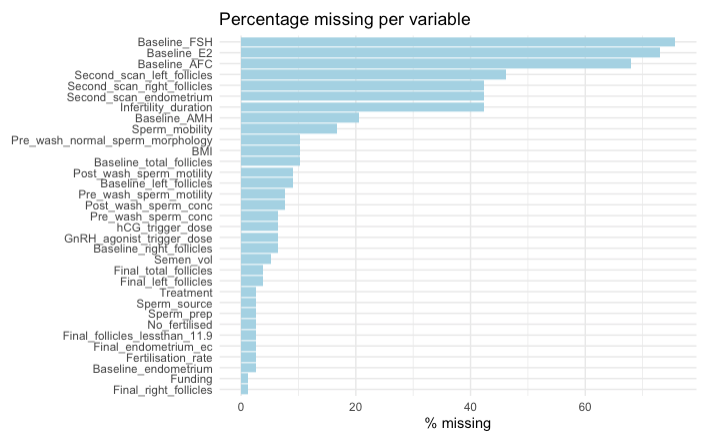 Percentage missing per variable
Baseline_FSH
Baseline_E2
Baseline_AFC
Second_scan_left_follicles
Second_scan_right_follicles
Second_scan_endometrium
Infertility_duration
Baseline_AMH
Sperm_mobility
Pre_wash_normal_sperm_morphology
BMI
Baseline_total_follicles
Post_wash_sperm_motility
Baseline_left_follicles
Pre_wash_sperm_motility
Post_wash_sperm_conc
Pre_wash_sperm_conc
hCG_trigger_dose
GnRH_agonist_trigger_dose
Baseline_right_follicles
Semen_vol
Final_total_follicles
Final_left_follicles
Treatment
Sperm_source
Sperm_prep
No_fertilised
Final_follicles_lessthan_11.9
Final_endometrium_ec
Fertilisation_rate
Baseline_endometrium
Funding
Final_right_follicles
0 20 40 60
% missing